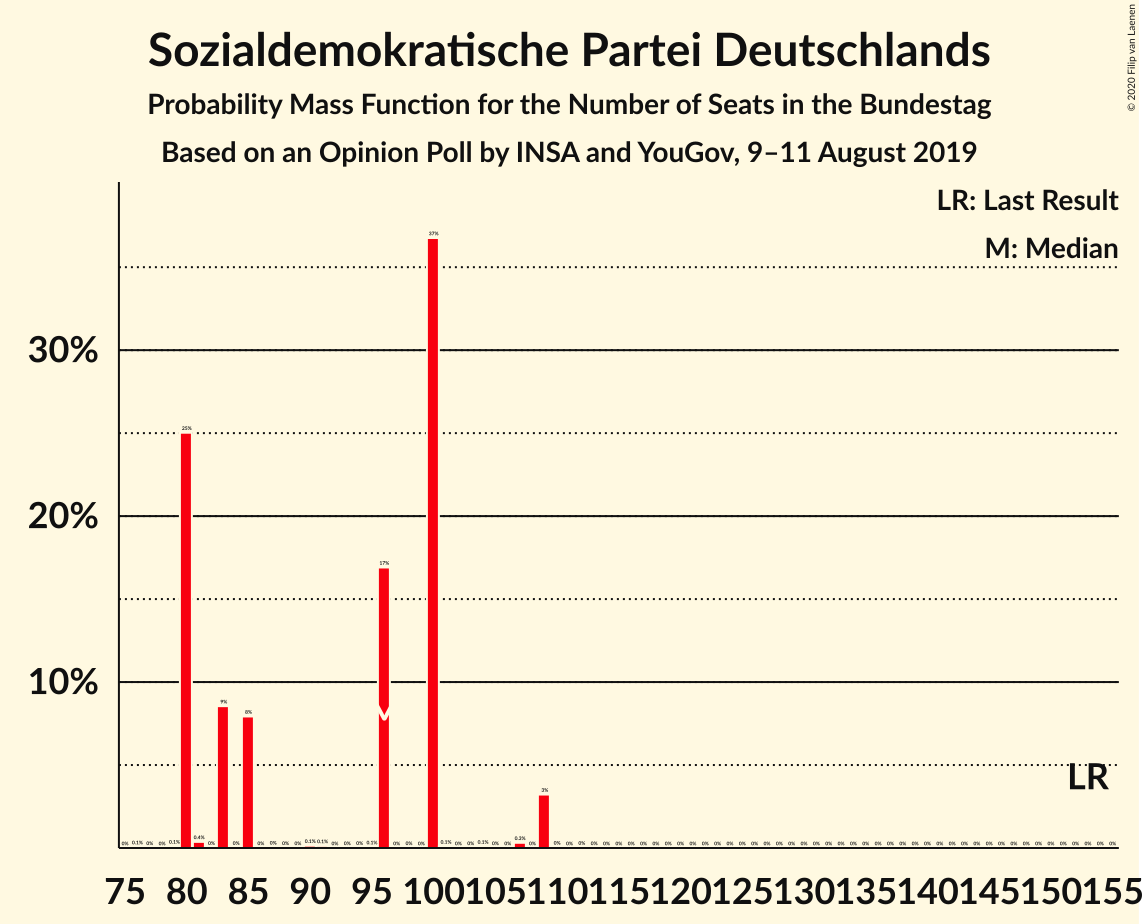 Sozialdemokratische Partei Deutschlands
Probability Mass Function for the Number of Seats in the Bundestag
Based on an Opinion Poll by INSA and YouGov, 9–11 August 2019
© 2020 Filip van Laenen
LR: Last Result
M: Median
30%
20%
10%
37%
25%
17%
9%
8%
3%
M
LR
75 80 85 90 95 100 105 110 115 120 125 130 135 140 145 150 155